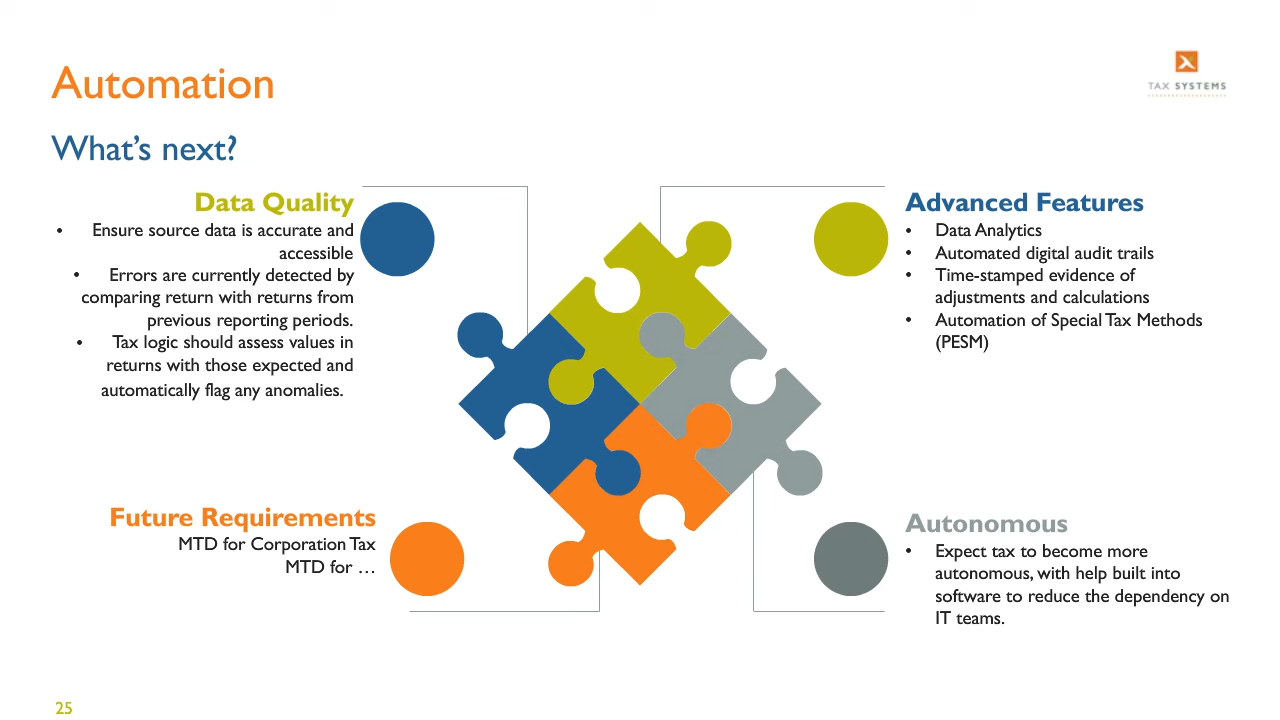 Automation
TAX SYSTEMS
What's next?
Data Quality
• Ensure source data is accurate and
accessible
• Errors are currently detected by
comparing return with returns from
previous reporting periods.
• Tax logic should assess values in
returns with those expected and
automatically flag any anomalies.
Advanced Features
• Data Analytics
• Automated digital audit trails
• Time-stamped evidence of
adjustments and calculations
• Automation of Special Tax Methods
(PESM)
Future Requirements
MTD for Corporation Tax
MTD for …
Autonomous
• Expect tax to become more
autonomous, with help built into
software to reduce the dependency on
IT teams.
25